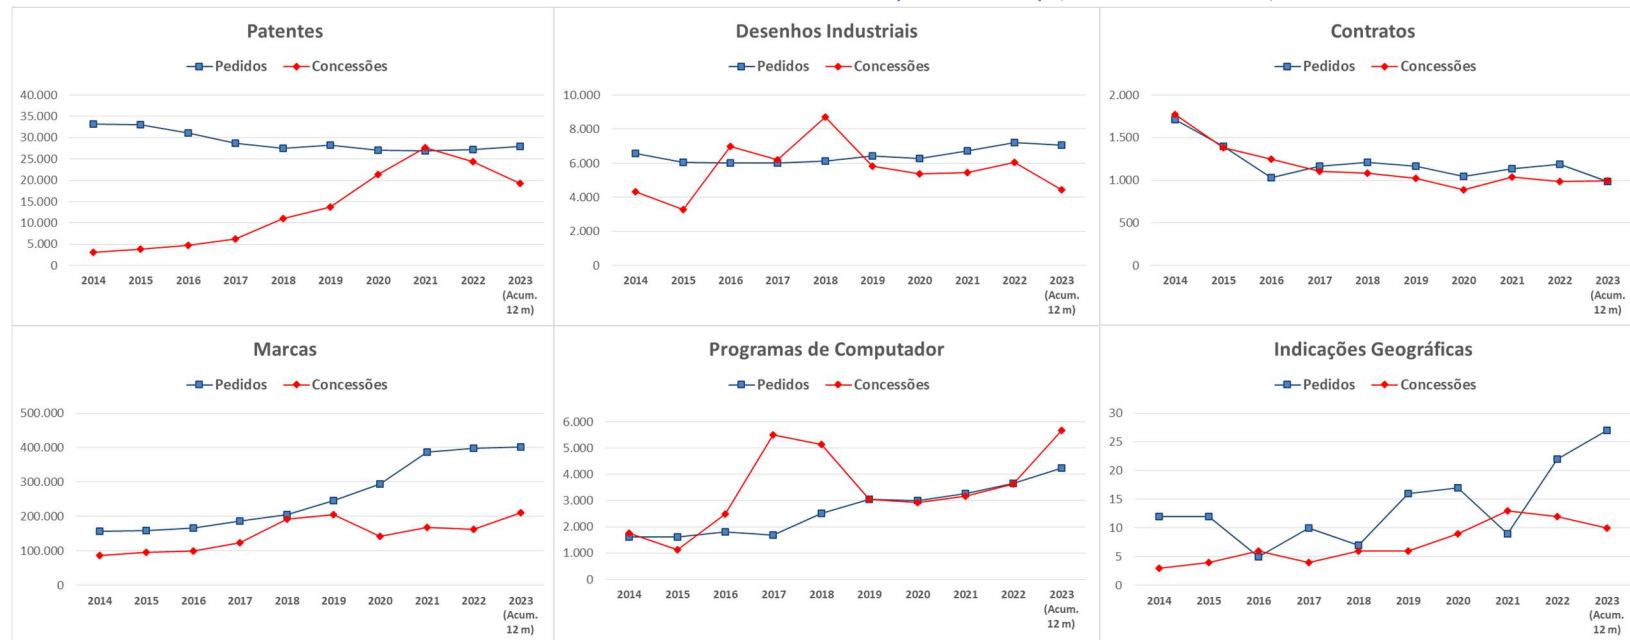 Patentes
Pedidos Concessões
40.000
35.000
30.000
25.000
20.000
15.000
10.000
5.000
0
2014 2015 2016 2017 2018 2019 2020 2021 2022 2023
(Acum.
12 m)
Desenhos Industriais
Pedidos Concessões
10.000
8.000
6.000
4.000
2.000
0
2014 2015 2016 2017 2018 2019 2020 2021 2022 2023
(Acum.
12 m)
Contratos
Pedidos Concessões
2.000
1.500
1.000
500
0
2014 2015 2016 2017 2018 2019 2020 2021 2022 2023
(Acum.
12 m)
Marcas
Pedidos Concessões
500.000
400.000
300.000
200.000
100.000
0
2014 2015 2016 2017 2018 2019 2020 2021 2022 2023
(Acum.
12 m)
Programas de Computador
Pedidos Concessões
6.000
5.000
4.000
3.000
2.000
1.000
0
2014 2015 2016 2017 2018 2019 2020 2021 2022 2023
(Acum.
12 m)
Indicações Geográficas
Pedidos Concessões
30
25
20
15
10
5
0
2014 2015 2016 2017 2018 2019 2020 2021 2022 2023
(Acum.
12 m)